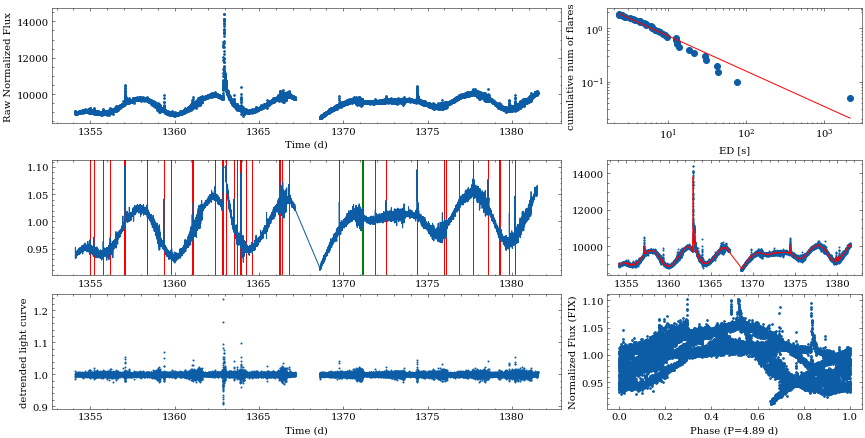 14000
12000
10000
Raw Normalized Flux
1355 1360 1365 1370 1375 1380
Time (d)
10⁰
10⁻¹
cumulative num of flares
10¹ 10² 10³
ED [s]
1.10
1.05
1.00
0.95
1355 1360 1365 1370 1375 1380
14000
12000
10000
1355 1360 1365 1370 1375 1380
1.2
1.1
1.0
0.9
detrended light curve
1355 1360 1365 1370 1375 1380
Time (d)
1.10
1.05
1.00
0.95
Normalized Flux (FIX)
0.0 0.2 0.4 0.6 0.8 1.0
Phase (P=4.89 d)